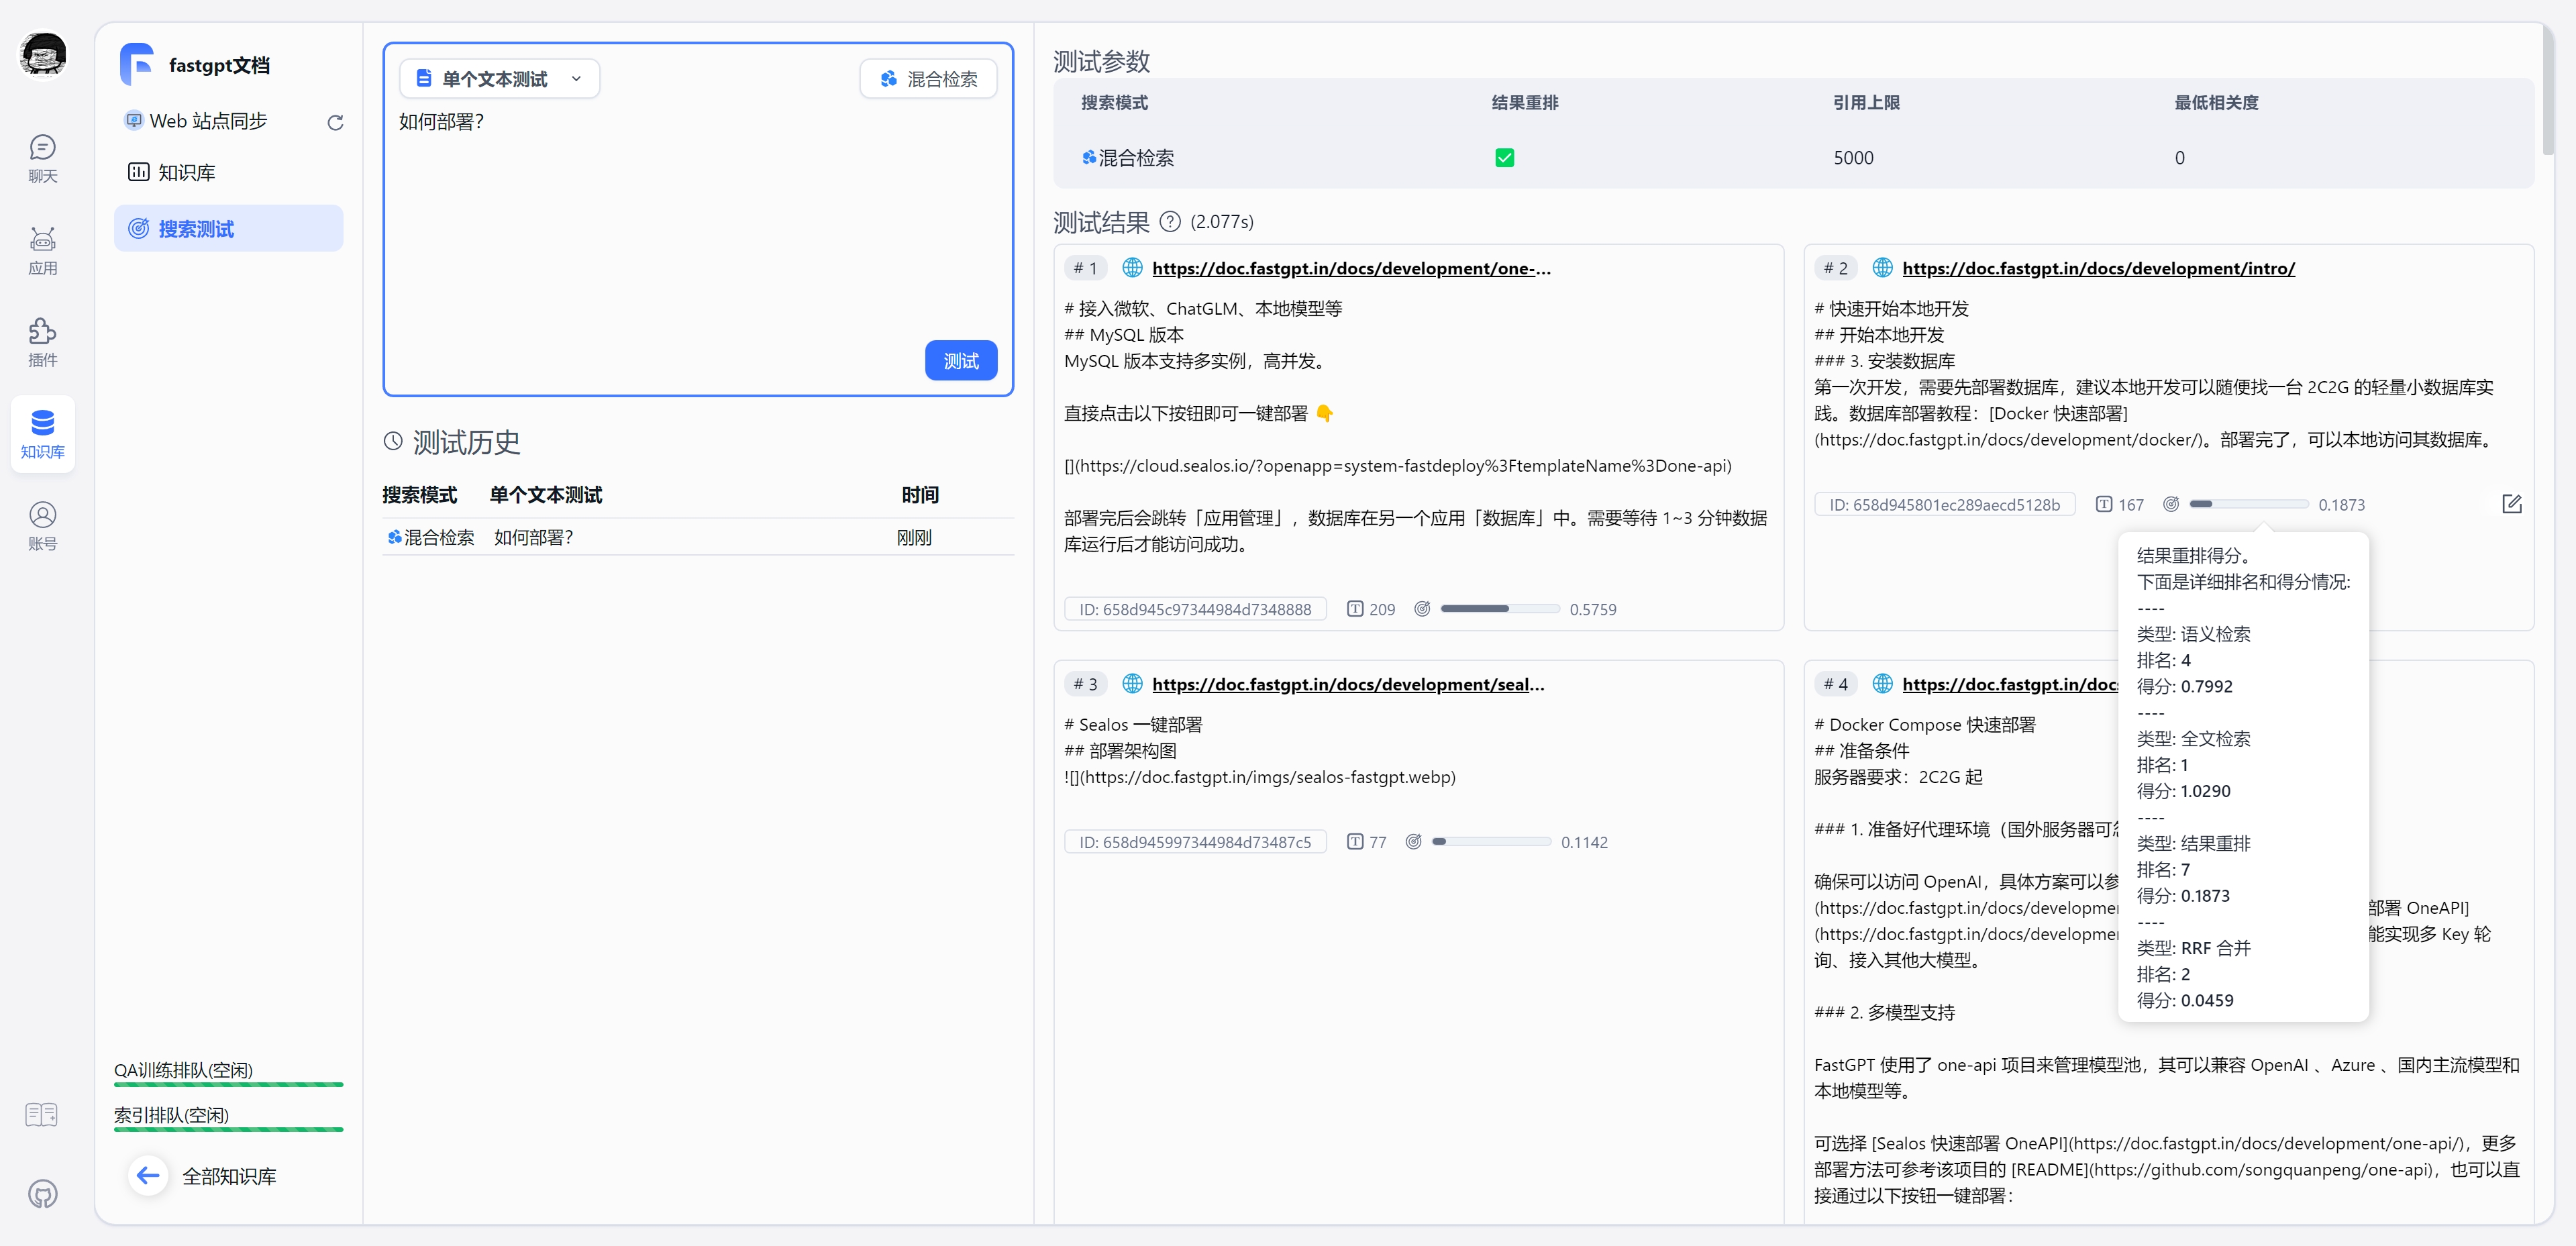 聊天
应用
插件
知识库
账号
fastgpt文档
Web 站点同步
知识库
搜索测试
QA训练排队(空闲)
索引排队(空闲)
全部知识库
单个文本测试
混合检索
如何部署？
测试
测试历史
搜索模式 单个文本测试 时间
混合检索 如何部署？ 刚刚
测试参数
搜索模式 结果重排 引用上限 最低相关度
混合检索 5000 0
测试结果 (2.077s)
# 1 https://doc.fastgpt.in/docs/development/one-...
# 接入微软、ChatGLM、本地模型等
## MySQL 版本
MySQL 版本支持多实例，高并发。
直接点击以下按钮即可一键部署 👇
[](https://cloud.sealos.io/?openapp=system-fastdeploy%3FtemplateName%3Done-api)
部署完后会跳转「应用管理」，数据库在另一个应用「数据库」中。需要等待 1~3 分钟数据
库运行后才能访问成功。
ID: 658d945c97344984d7348888 209 0.5759
# 2 https://doc.fastgpt.in/docs/development/intro/
# 快速开始本地开发
## 开始本地开发
### 3. 安装数据库
第一次开发，需要先部署数据库，建议本地开发可以随便找一台 2C2G 的轻量小数据库实
践。数据库部署教程：[Docker 快速部署]
(https://doc.fastgpt.in/docs/development/docker/)。部署完了，可以本地访问其数据库。
ID: 658d945801ec289aecd5128b 167 0.1873
结果重排得分。
下面是详细排名和得分情况:
----
类型: 语义检索
排名: 4
得分: 0.7992
----
类型: 全文检索
排名: 1
得分: 1.0290
----
类型: 结果重排
排名: 7
得分: 0.1873
----
类型: RRF 合并
排名: 2
得分: 0.0459
# 3 https://doc.fastgpt.in/docs/development/seal...
# Sealos 一键部署
## 部署架构图
![](https://doc.fastgpt.in/imgs/sealos-fastgpt.webp)
ID: 658d945997344984d73487c5 77 0.1142
# 4 https://doc.fastgpt.in/doc
# Docker Compose 快速部署
## 准备条件
服务器要求：2C2G 起
### 1. 准备好代理环境（国外服务器可
确保可以访问 OpenAI，具体方案可以参
(https://doc.fastgpt.in/docs/developme 部署 OneAPI]
(https://doc.fastgpt.in/docs/developme 能实现多 Key 轮
询、接入其他大模型。
### 2. 多模型支持
FastGPT 使用了 one-api 项目来管理模型池，其可以兼容 OpenAI 、Azure 、国内主流模型和
本地模型等。
可选择 [Sealos 快速部署 OneAPI](https://doc.fastgpt.in/docs/development/one-api/)，更多
部署方法可参考该项目的 [README](https://github.com/songquanpeng/one-api)，也可以直
接通过以下按钮一键部署：